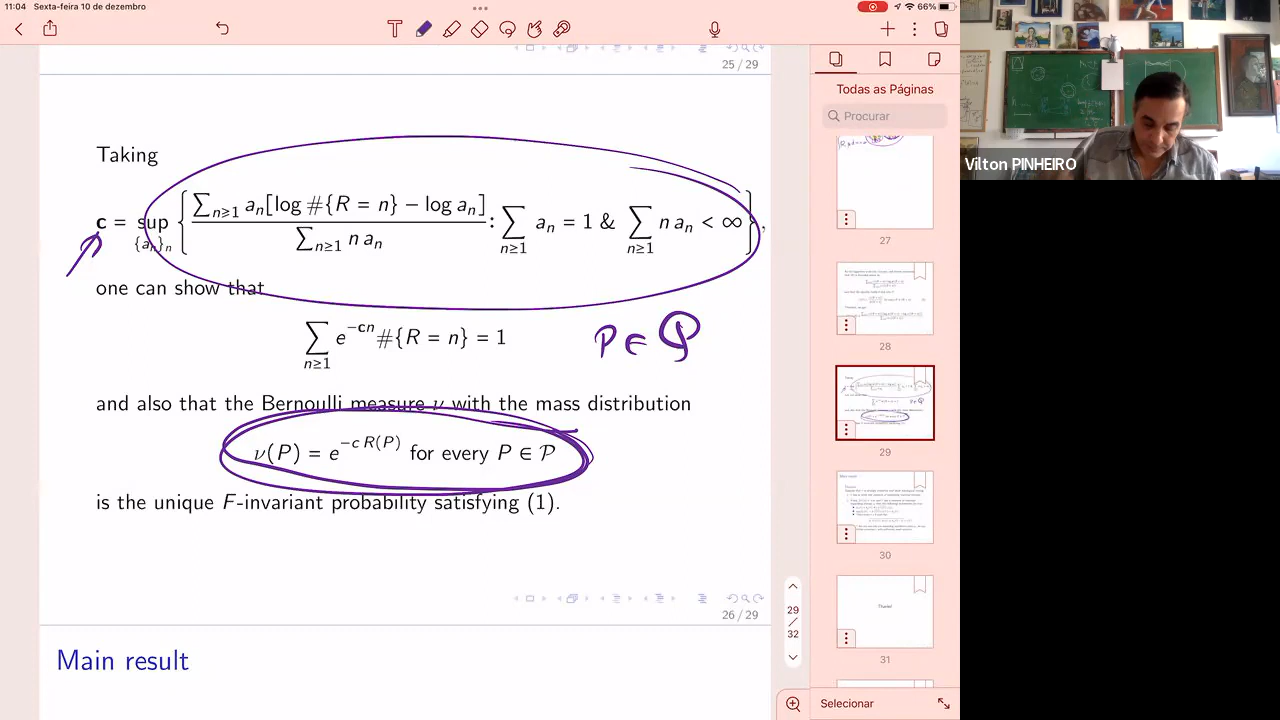 11:04 Sexta-feira 10 de dezembro
66%
25 / 29
Taking
c = sup_{{a_n}_n} { ∑_{n≥1} a_n[log #{R = n} − log a_n] / ∑_{n≥1} n a_n : ∑_{n≥1} a_n = 1 & ∑_{n≥1} n a_n < ∞ },
one can show that
∑_{n≥1} e^{−cn} #{R = n} = 1
P ∈ P
and also that the Bernoulli measure ν with the mass distribution
ν(P) = e^{−c R(P)} for every P ∈ 𝒫
is the unique F-invariant probability satisfying (1).
26 / 29
Main result
29
/
32
Todas as Páginas
Procurar
27
28
29
30
Thanks!
31
Selecionar
Vilton PINHEIRO